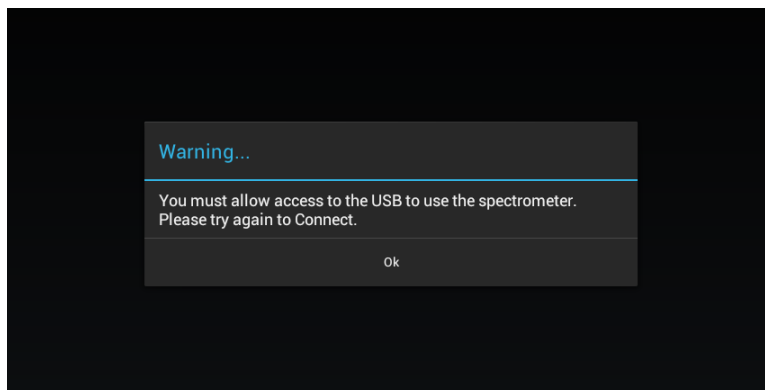 Warning...
You must allow access to the USB to use the spectrometer.
Please try again to Connect.
Ok